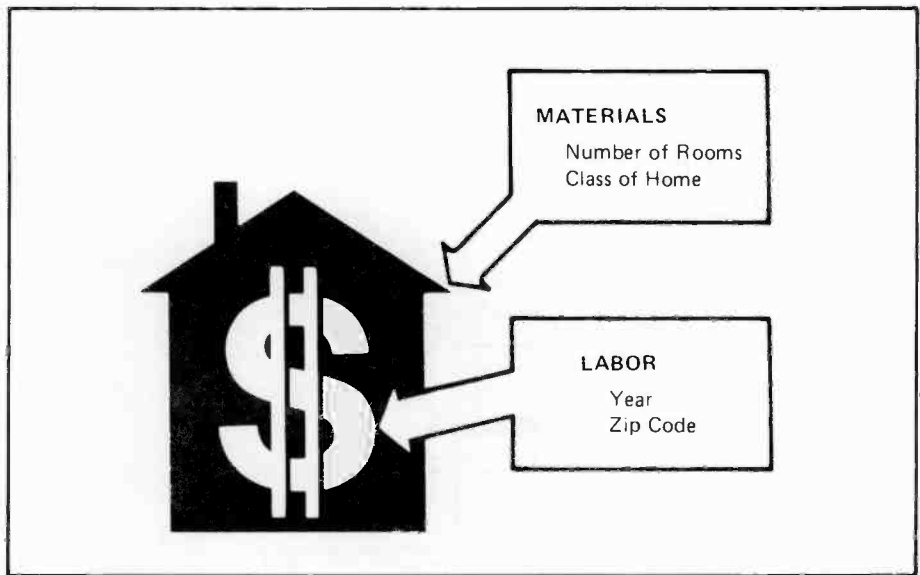 MATERIALS
Number of Rooms
Class of Home
$
LABOR
Year
Zip Code